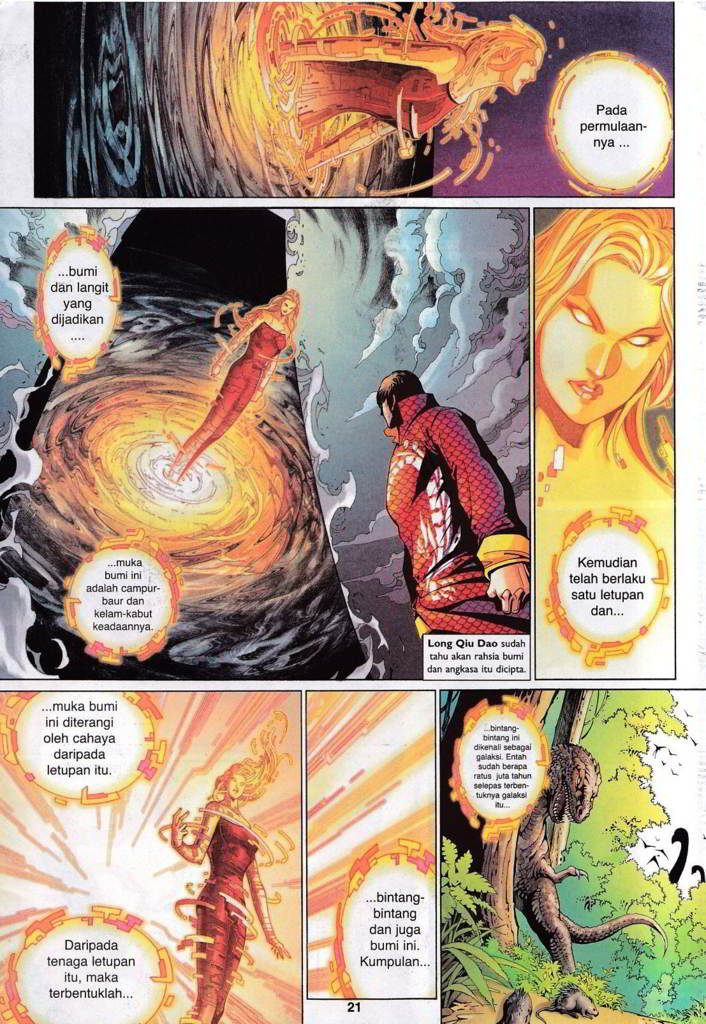 Pada
permulaan-
nya ...
...bumi
dan langit
yang
dijadikan
....
...muka
bumi ini
adalah campur-
baur dan
kelam-kabut
keadaannya.
Long Qiu Dao sudah
tahu akan rahsia bumi
dan angkasa itu dicipta.
Kemudian
telah berlaku
satu letupan
dan...
...muka bumi
ini diterangi
oleh cahaya
daripada
letupan itu.
Daripada
tenaga letupan
itu, maka
terbentuklah...
...bintang-
bintang
dan juga
bumi ini.
Kumpulan...
...bintang-
bintang ini
dikenali sebagai
galaksi. Entah
sudah berapa
ratus juta tahun
selepas terben-
tuknya galaksi
itu...
21